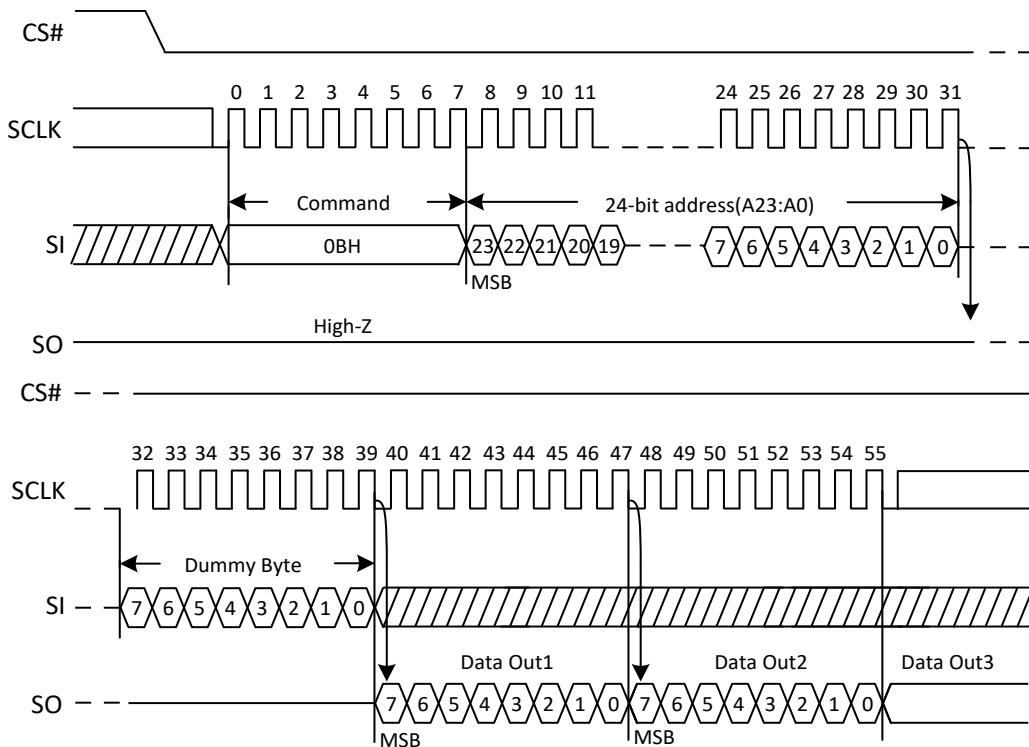 CS#
0 1 2 3 4 5 6 7 8 9 10 11 24 25 26 27 28 29 30 31
SCLK
Command 24-bit address(A23:A0)
SI 0BH 23 22 21 20 19 7 6 5 4 3 2 1 0
MSB
High-Z
SO
CS#
32 33 34 35 36 37 38 39 40 41 42 43 44 45 46 47 48 49 50 51 52 53 54 55
SCLK
Dummy Byte
SI 7 6 5 4 3 2 1 0
Data Out1 Data Out2 Data Out3
SO 7 6 5 4 3 2 1 0 7 6 5 4 3 2 1 0
MSB MSB